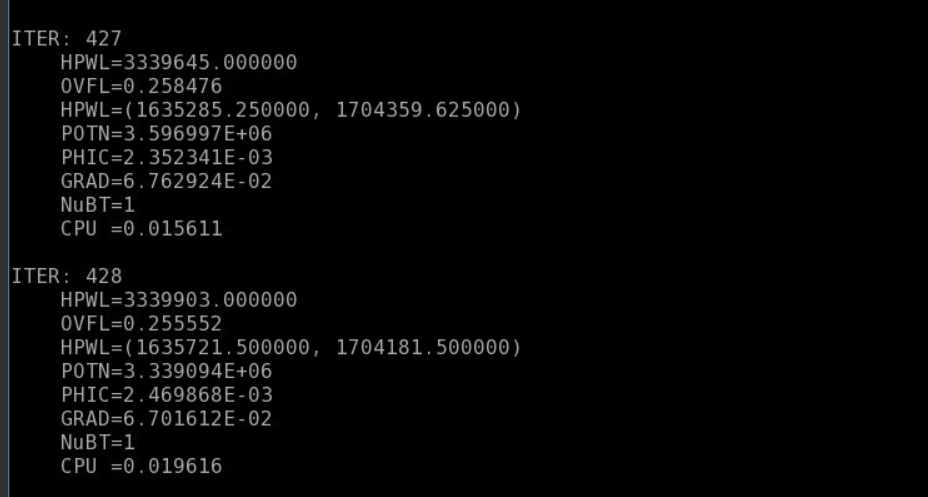 ITER: 427
HPWL=3339645.000000
OVFL=0.258476
HPWL=(1635285.250000, 1704359.625000)
POTN=3.596997E+06
PHIC=2.352341E-03
GRAD=6.762924E-02
NuBT=1
CPU =0.015611
ITER: 428
HPWL=3339903.000000
OVFL=0.255552
HPWL=(1635721.500000, 1704181.500000)
POTN=3.339094E+06
PHIC=2.469868E-03
GRAD=6.701612E-02
NuBT=1
CPU =0.019616